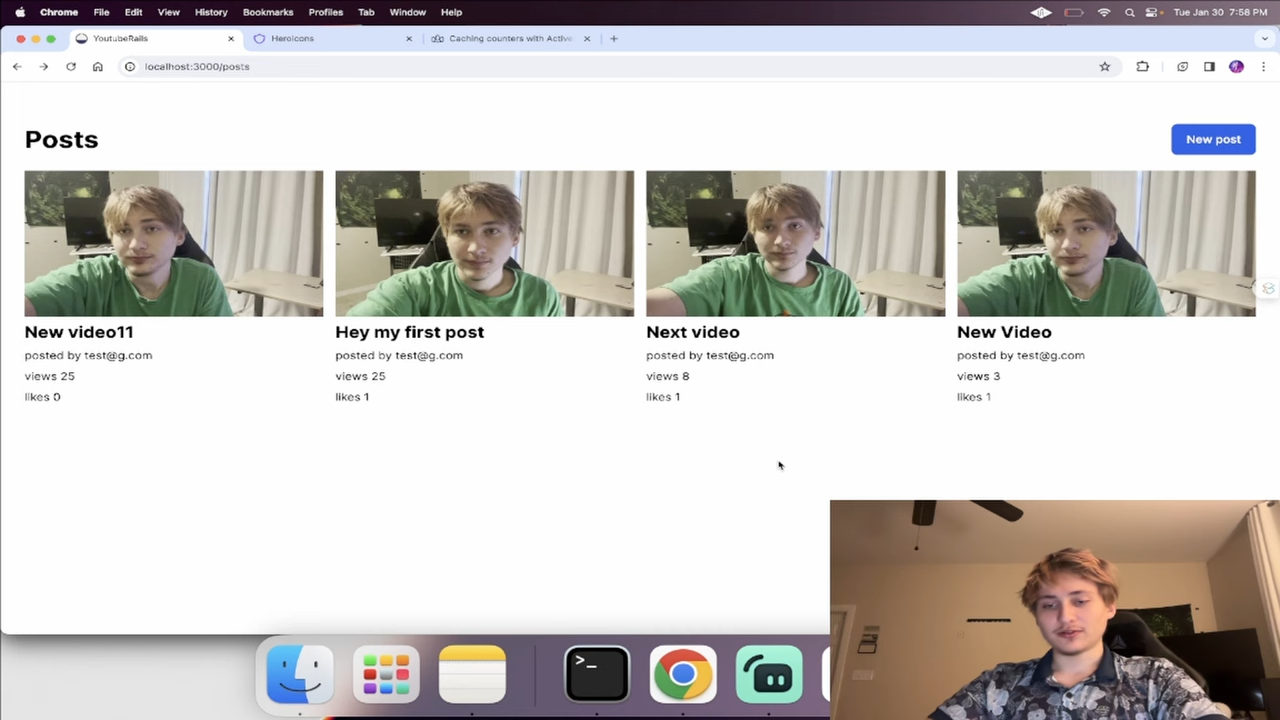 Chrome File Edit View History Bookmarks Profiles Tab Window Help Tue Jan 30 7:58 PM
YoutubeRails Heroicons Caching counters with Active
localhost:3000/posts
Posts
New post
New video11
posted by test@g.com
views 25
likes 0
Hey my first post
posted by test@g.com
views 25
likes 1
Next video
posted by test@g.com
views 8
likes 1
New Video
posted by test@g.com
views 3
likes 1